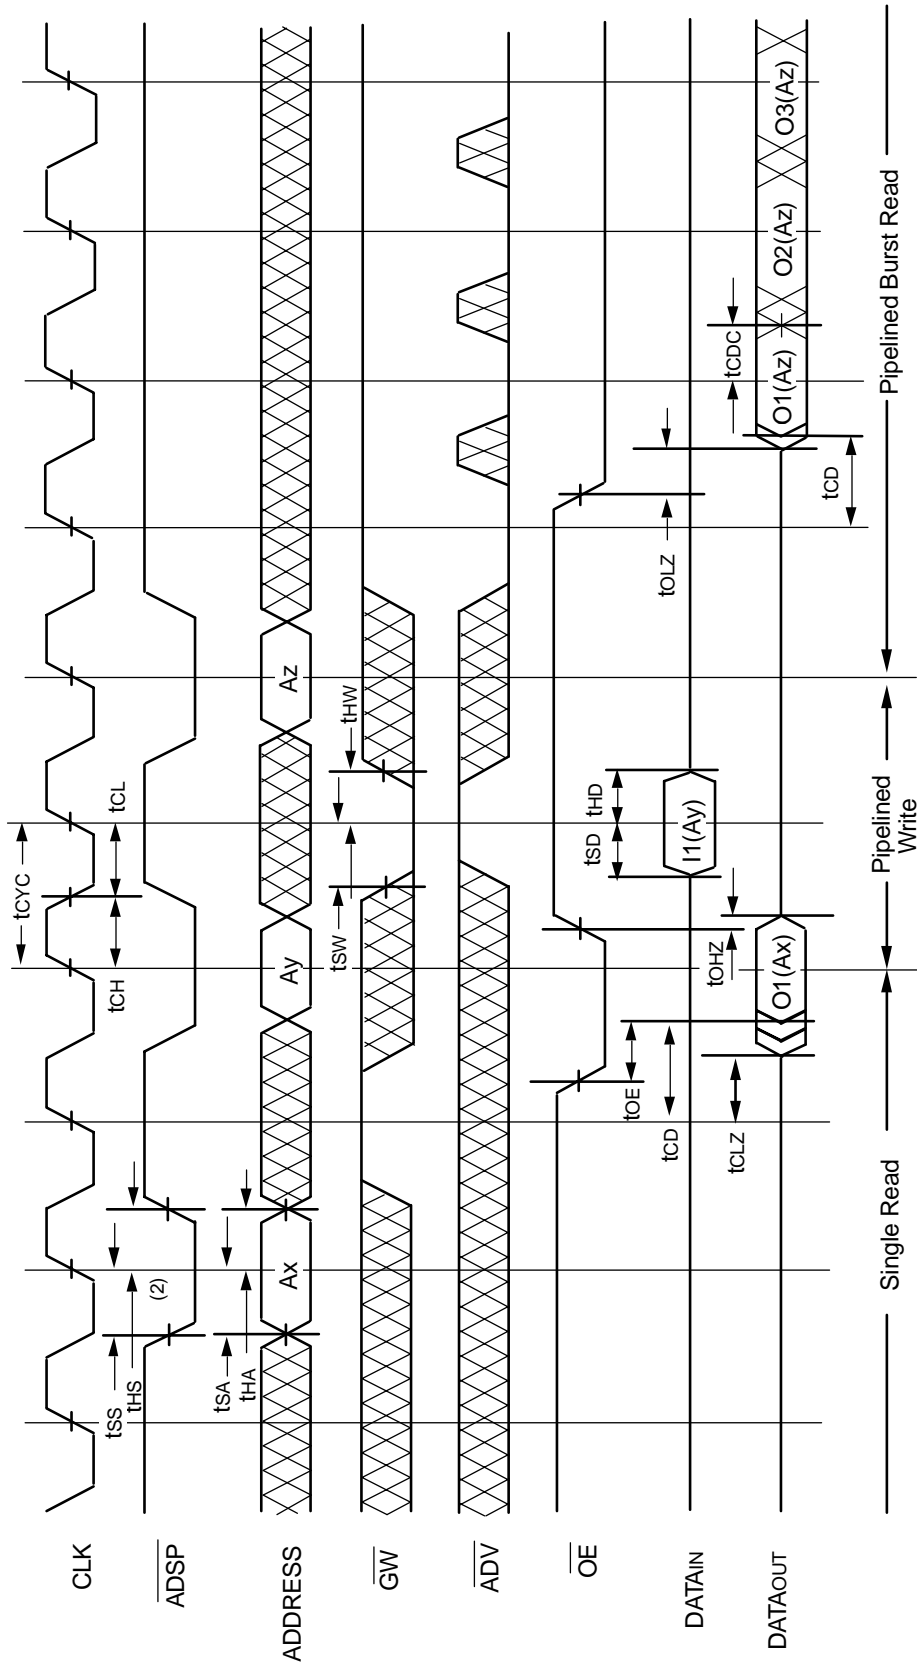 CLK
tCYC
tCH
tCL
tSS
tHS
ADSP
(2)
tSA
tHA
ADDRESS
Ax
Ay
Az
tSW
tHW
GW
ADV
OE
tOE
tOHZ
tSD
tHD
tOLZ
DATAIN
tCD
I1(Ay)
tCLZ
tCDC
DATAOUT
O1(Ax)
O1(Az)
O2(Az)
O3(Az)
tCD
Single Read
Pipelined
Write
Pipelined Burst Read